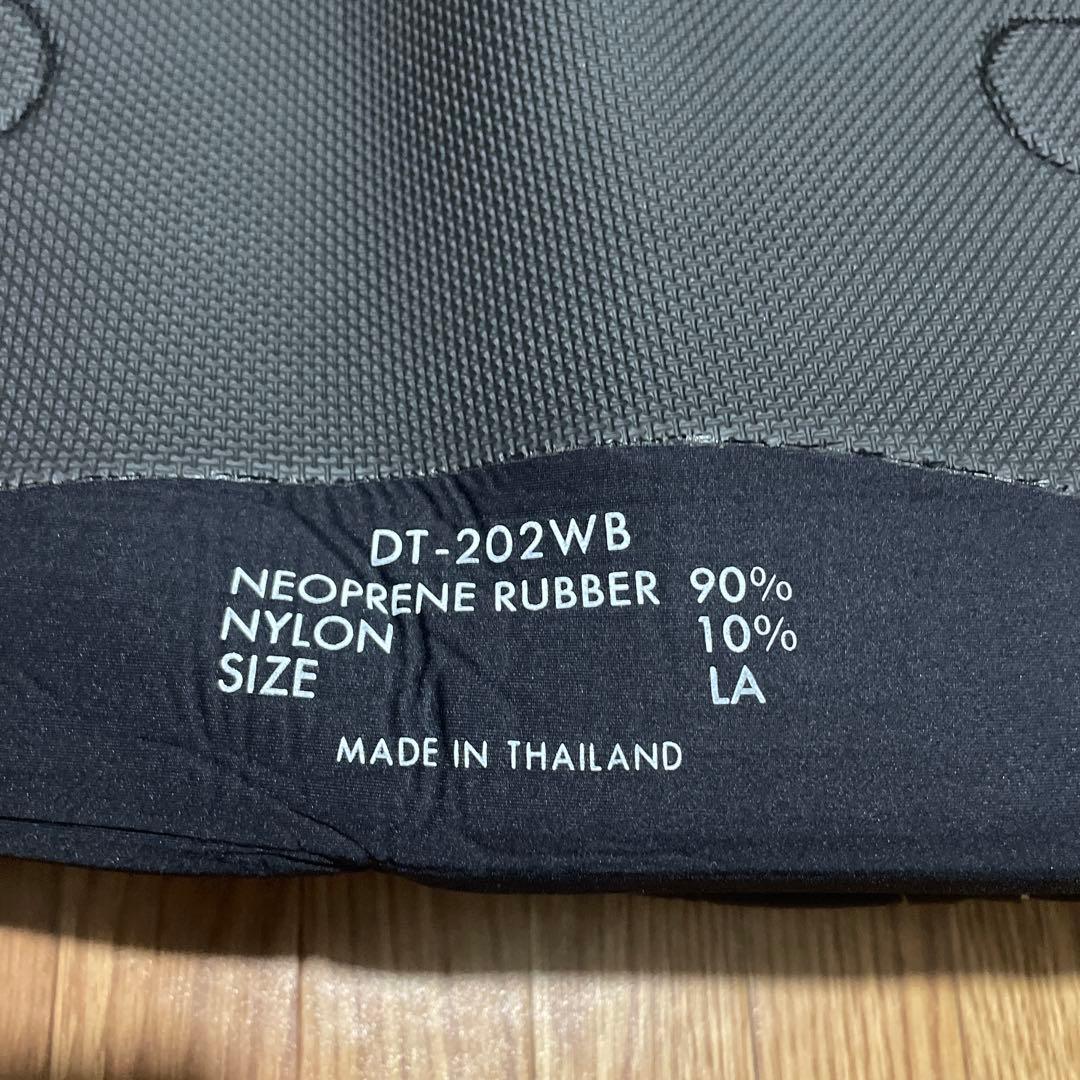 DT-202WB
NEOPRENE RUBBER 90%
NYLON 10%
SIZE LA
MADE IN THAILAND